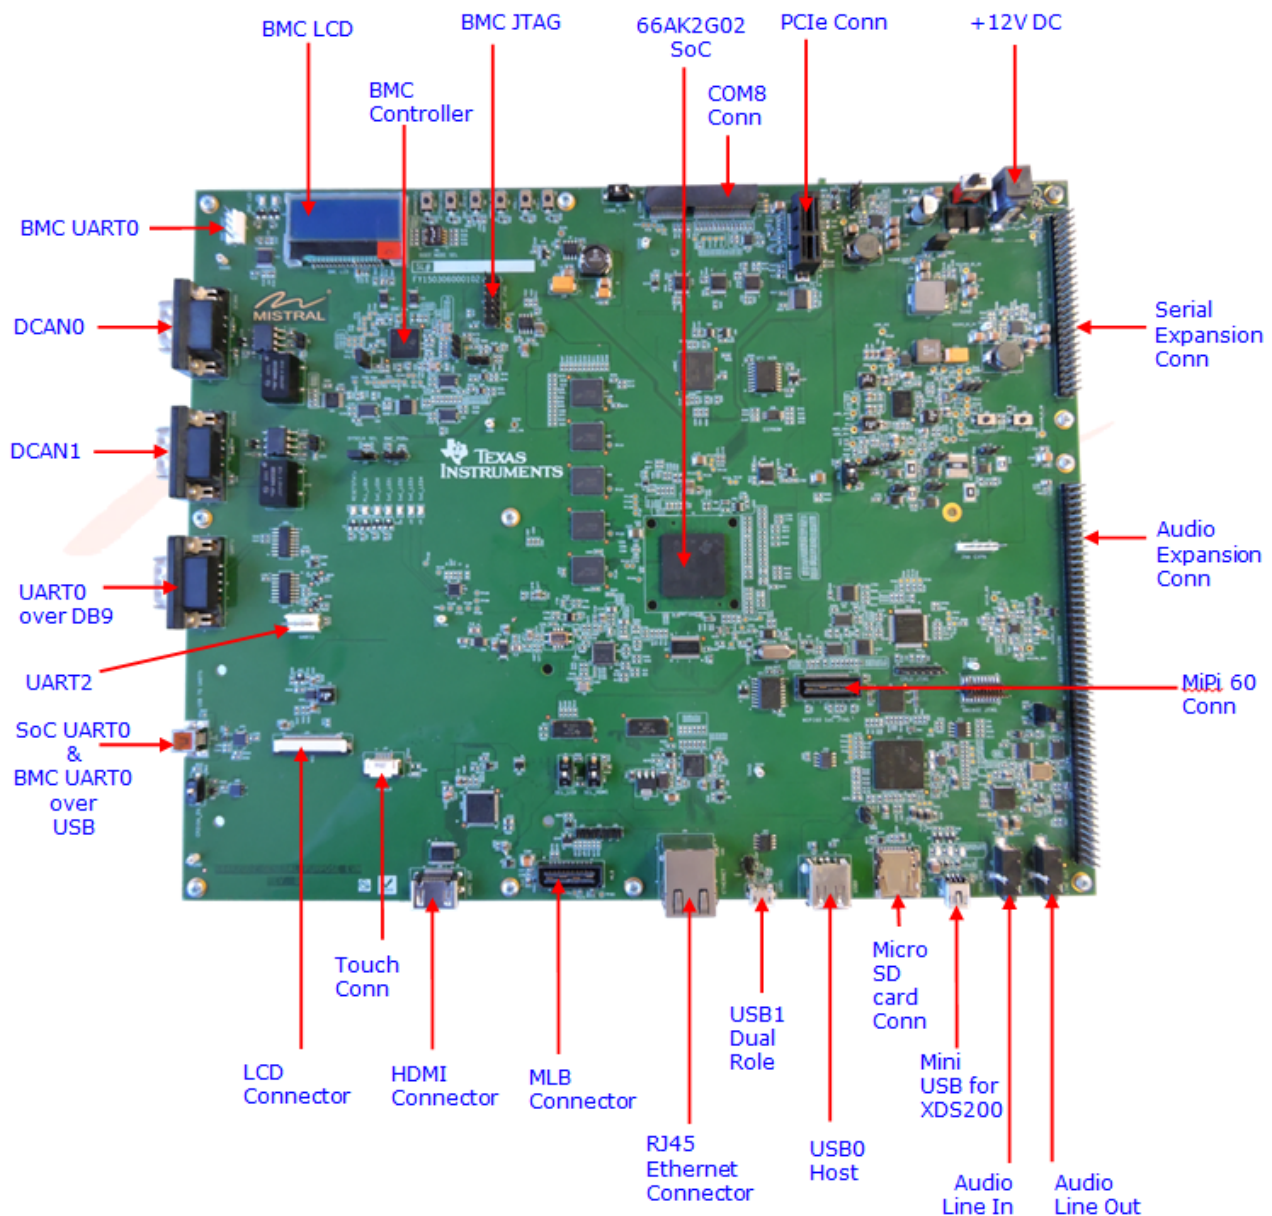 BMC LCD
BMC JTAG
66AK2G02
SoC
PCIe Conn
+12V DC
BMC
Controller
COM8
Conn
BMC UART0
DCAN0
MISTRAL
FY150306000102
Serial
Expansion
Conn
DCAN1
TEXAS
INSTRUMENTS
Audio
Expansion
Conn
UART0
over DB9
UART2
MiPi 60
Conn
SoC UART0
&
BMC UART0
over
USB
Touch
Conn
LCD
Connector
HDMI
Connector
MLB
Connector
RJ45
Ethernet
Connector
USB1
Dual
Role
USB0
Host
Micro
SD
card
Conn
Mini
USB for
XDS200
Audio
Line In
Audio
Line Out